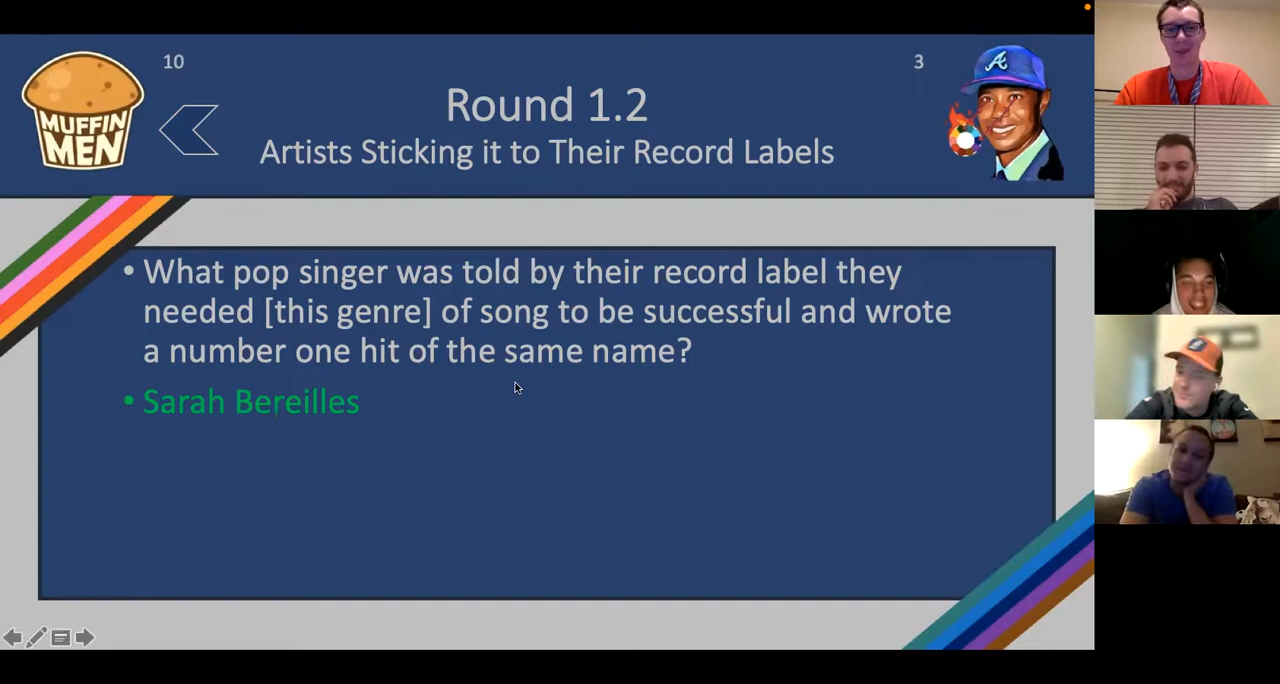 10
3
MUFFIN
MEN
A
Round 1.2
Artists Sticking it to Their Record Labels
• What pop singer was told by their record label they
needed [this genre] of song to be successful and wrote
a number one hit of the same name?
• Sarah Bereilles